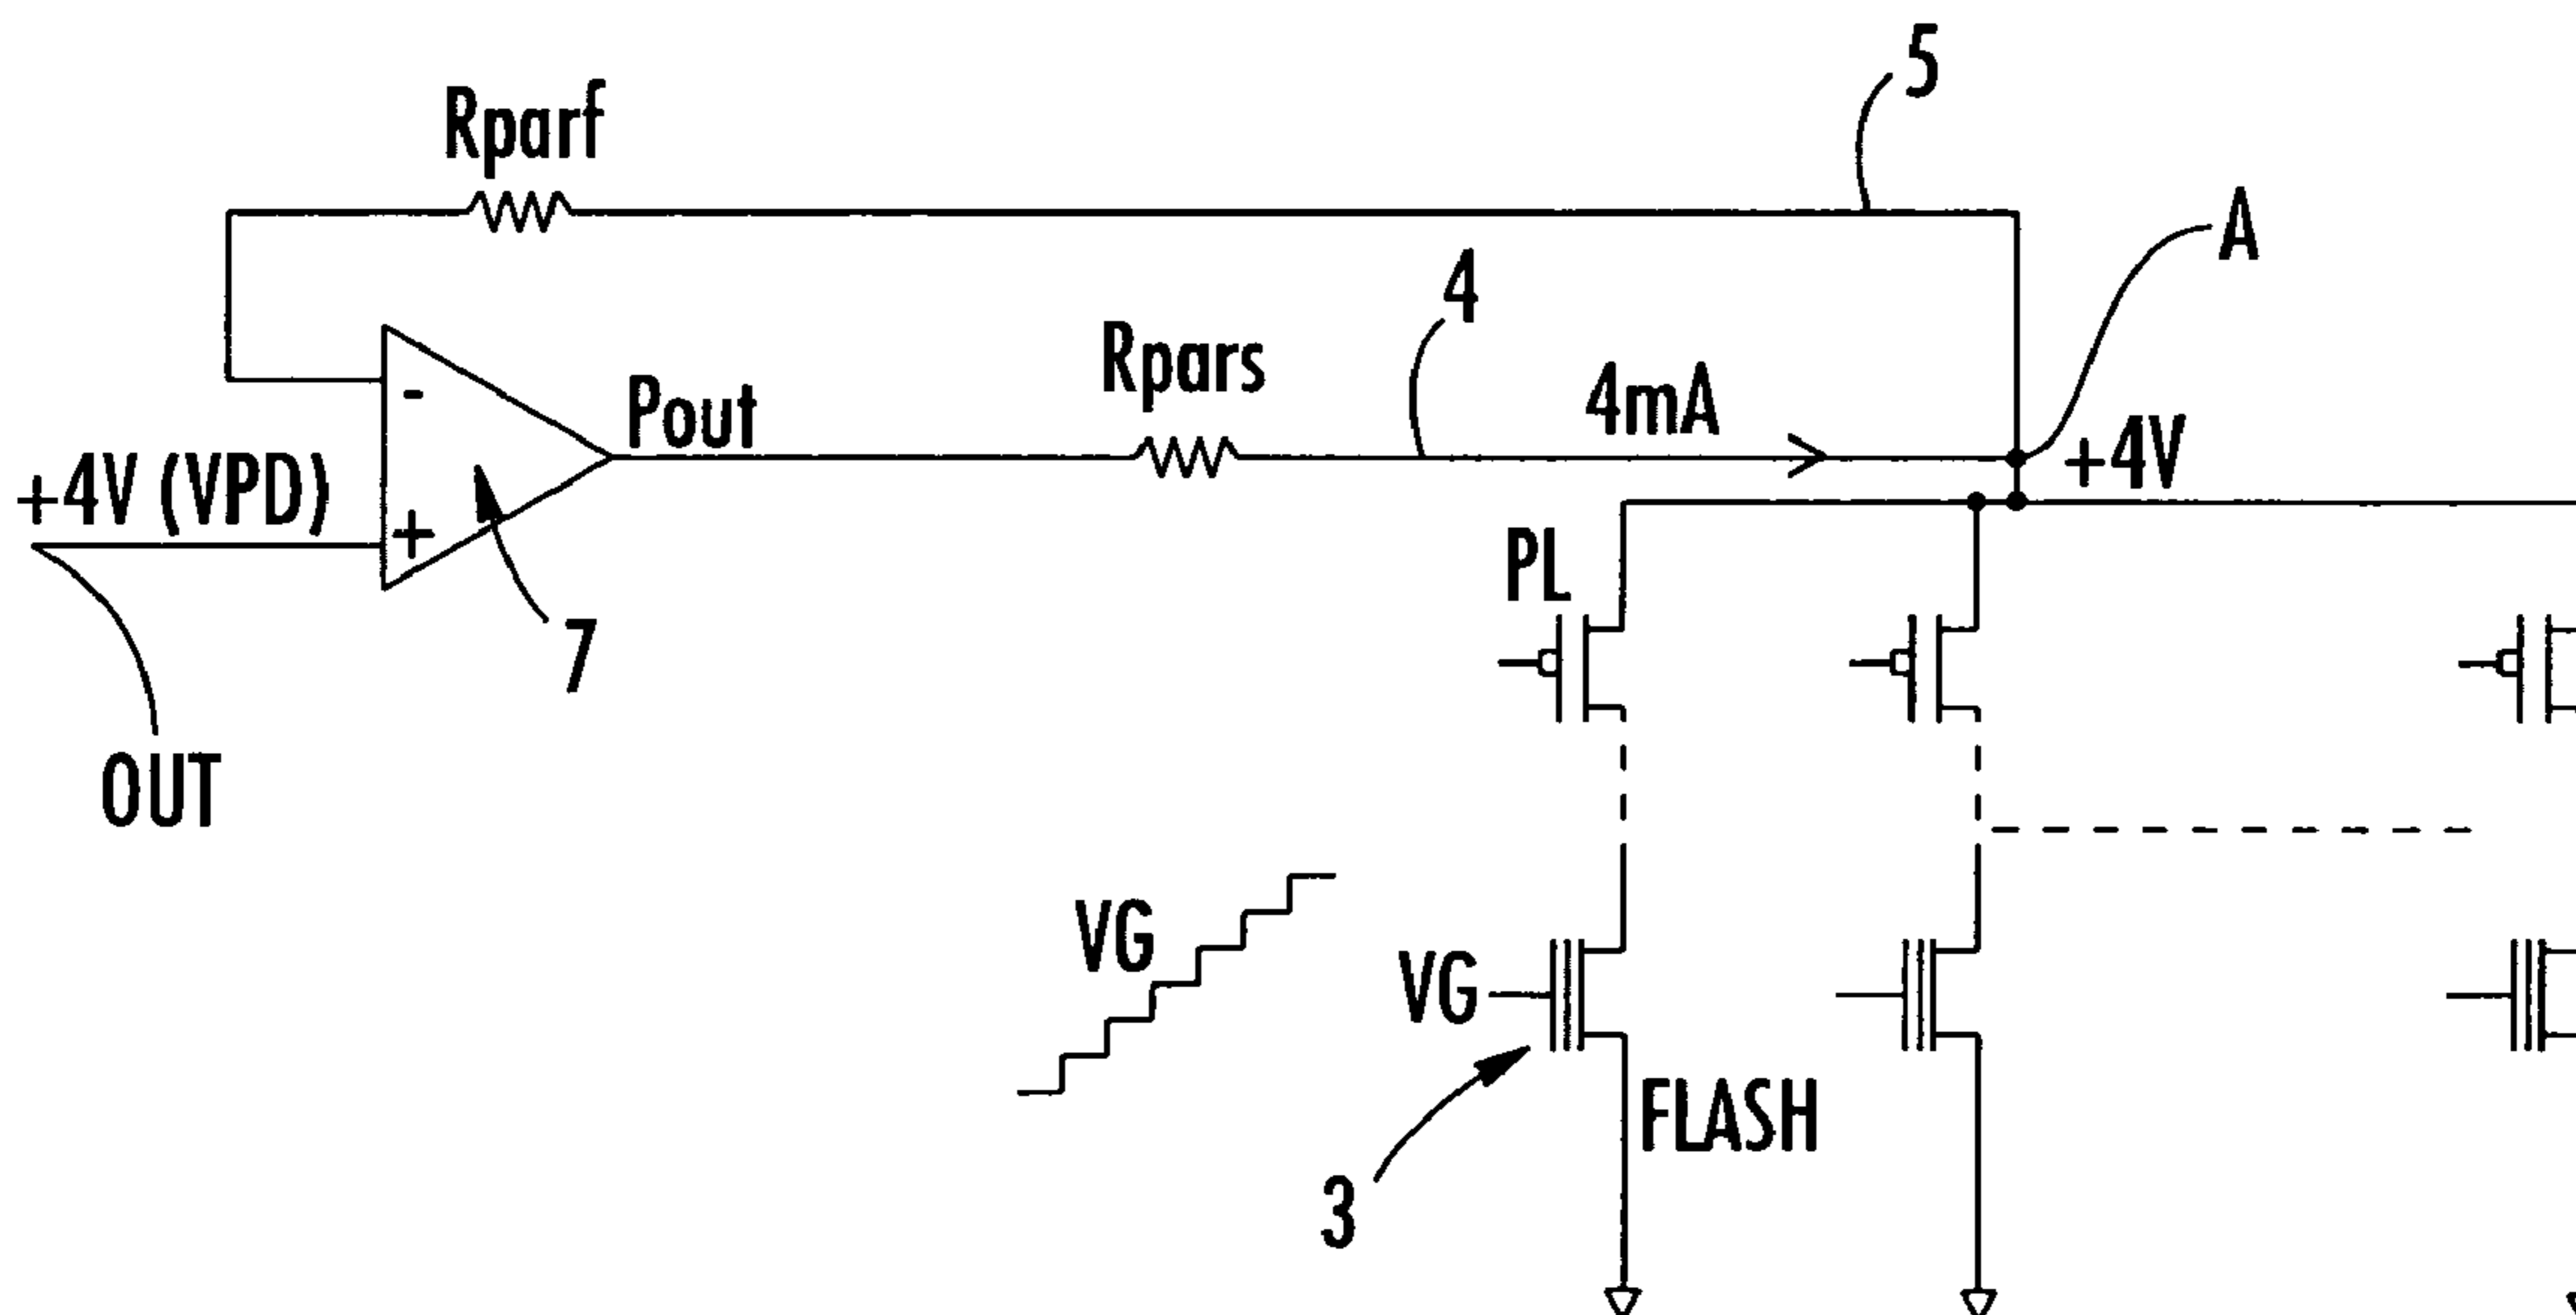 5
Rparf
A
4
Rpars
4mA
Pout
-
+4V
+4V (VPD)
+
PL
7
OUT
VG
VG
FLASH
3